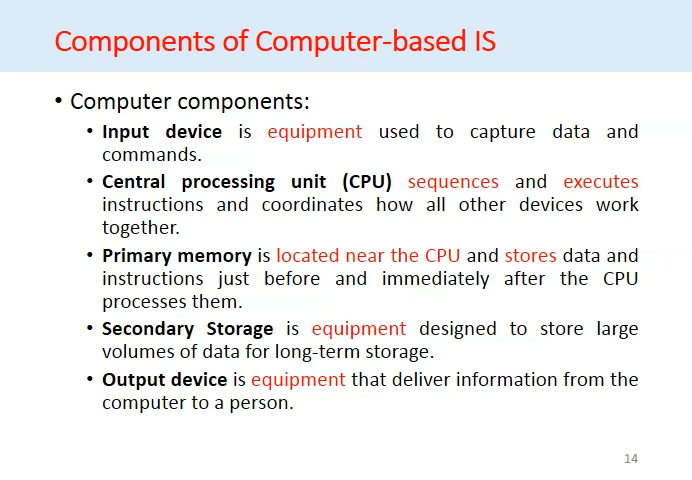 Components of Computer-based IS
• Computer components:
• Input device is equipment used to capture data and
commands.
• Central processing unit (CPU) sequences and executes
instructions and coordinates how all other devices work
together.
• Primary memory is located near the CPU and stores data and
instructions just before and immediately after the CPU
processes them.
• Secondary Storage is equipment designed to store large
volumes of data for long-term storage.
• Output device is equipment that deliver information from the
computer to a person.
14